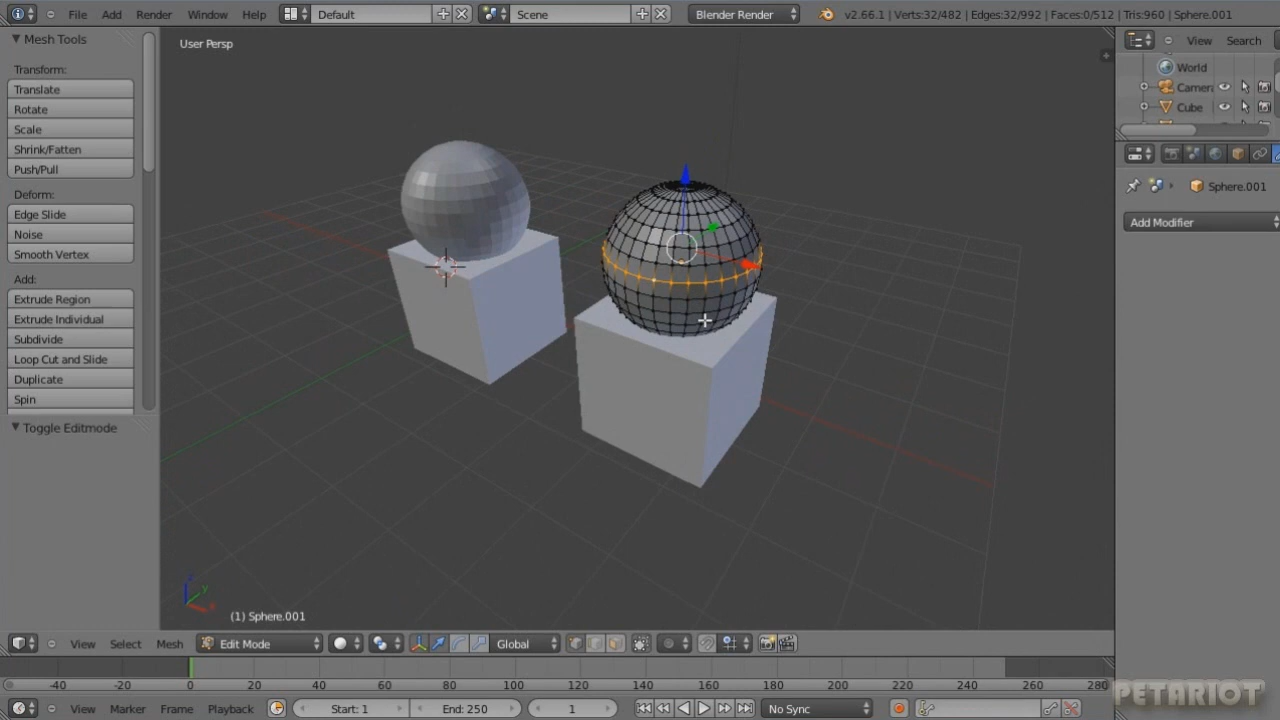 File Add Render Window Help Default Scene Blender Render v2.66.1 | Verts:32/482 | Edges:32/992 | Faces:0/512 | Tris:960 | Sphere.001
Mesh Tools
Transform:
Translate
Rotate
Scale
Shrink/Fatten
Push/Pull
Deform:
Edge Slide
Noise
Smooth Vertex
Add:
Extrude Region
Extrude Individual
Subdivide
Loop Cut and Slide
Duplicate
Spin
Toggle Editmode
User Persp
z
y
x
(1) Sphere.001
View Search
World
Camera
Cube
Sphere.001
Add Modifier
View Select Mesh Edit Mode Global
-40 -20 0 20 40 60 80 100 120 140 160 180 200 220 240 260 280
View Marker Frame Playback Start: 1 End: 250 1 No Sync
PETARIOT